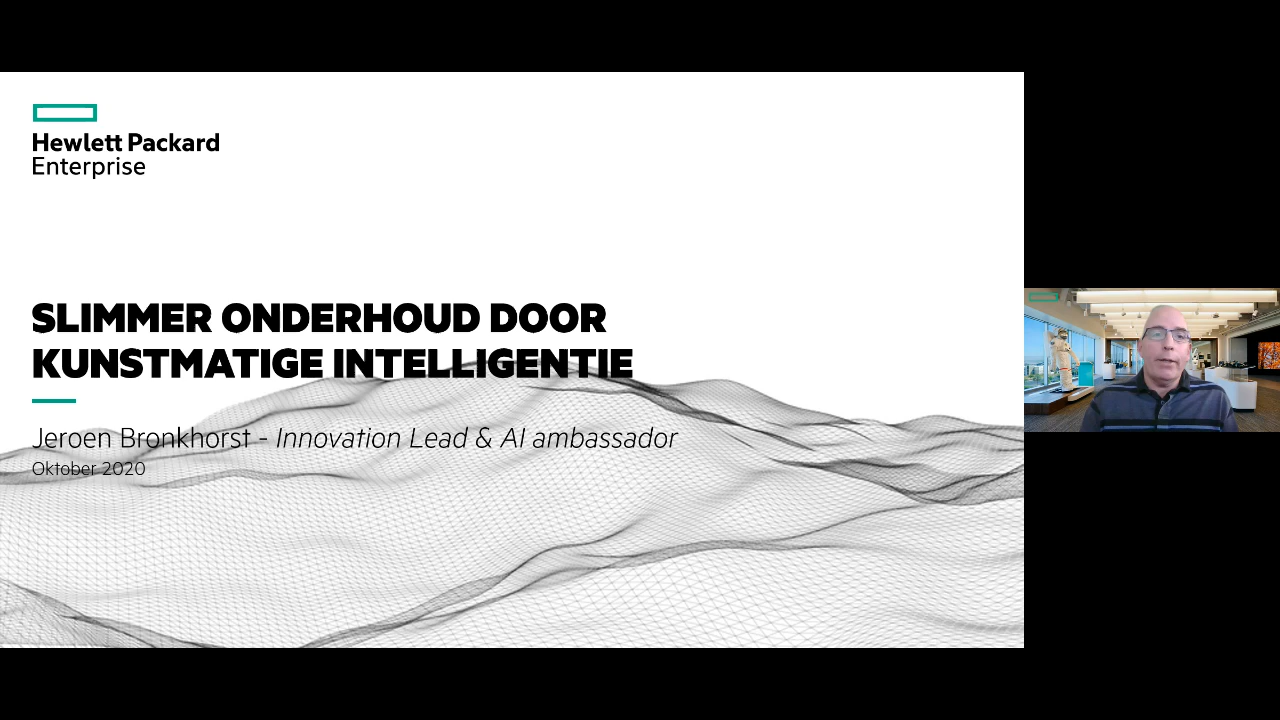 Hewlett Packard
Enterprise
SLIMMER ONDERHOUD DOOR
KUNSTMATIGE INTELLIGENTIE
Jeroen Bronkhorst - Innovation Lead & AI ambassador
Oktober 2020